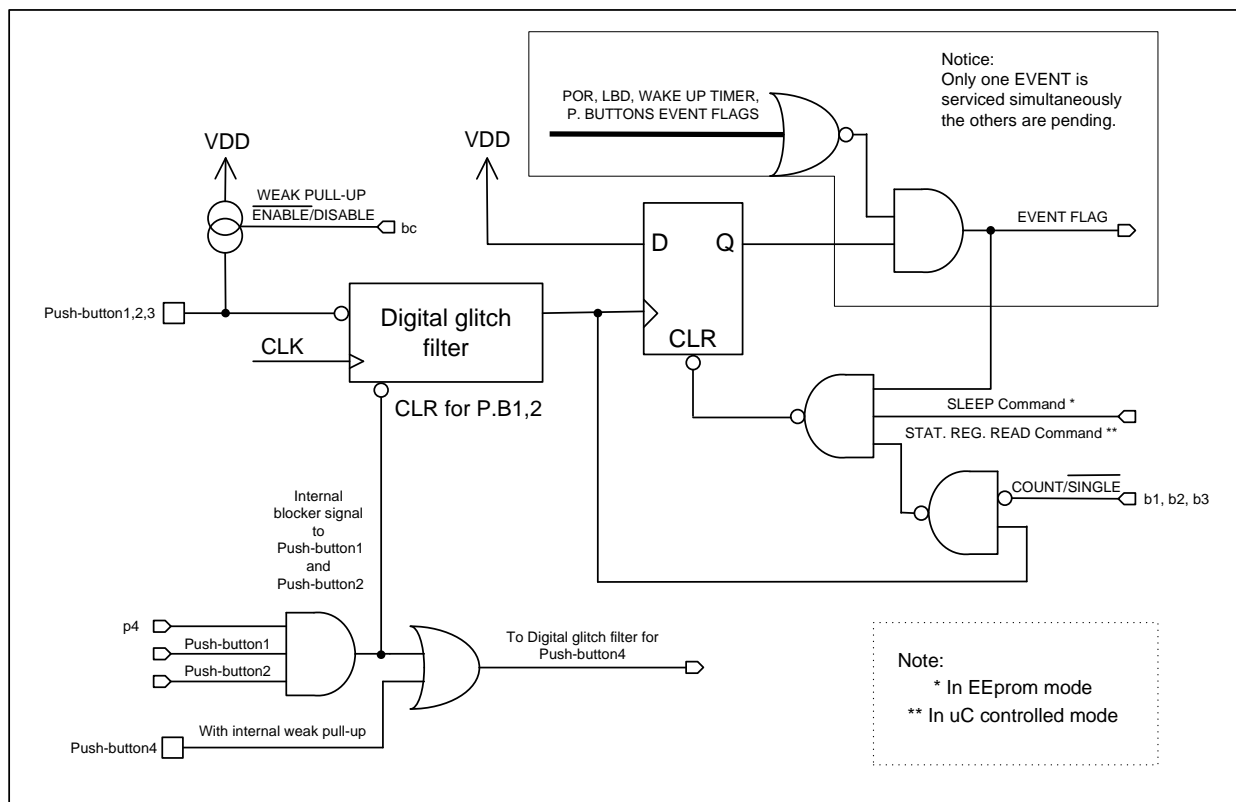 POR, LBD, WAKE UP TIMER,
P. BUTTONS EVENT FLAGS
Notice:
Only one EVENT is
serviced simultaneously
the others are pending.
VDD
VDD
WEAK PULL-UP
ENABLE/DISABLE
bc
EVENT FLAG
D
Q
CLR
Push-button1,2,3
CLK
Digital glitch
filter
CLR for P.B1,2
SLEEP Command *
STAT. REG. READ Command **
COUNT/SINGLE
b1, b2, b3
Internal
blocker signal
to
Push-button1
and
Push-button2
p4
Push-button1
Push-button2
To Digital glitch filter for
Push-button4
With internal weak pull-up
Push-button4
Note:
* In EEprom mode
** In uC controlled mode